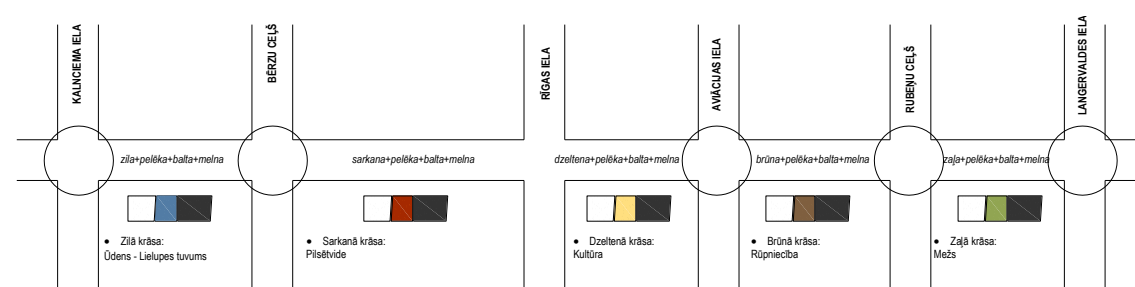 KALNCIEMA IELA
BĒRZU CEĻŠ
RĪGAS IELA
AVIĀCIJAS IELA
RUBEŅU CEĻŠ
LANGERVALDES IELA
zila+pelēka+balta+melna
sarkana+pelēka+balta+melna
dzeltena+pelēka+balta+melna
brūna+pelēka+balta+melna
zaļa+pelēka+balta+melna
• Zilā krāsa:
Ūdens - Lielupes tuvums
• Sarkanā krāsa:
Pilsētvide
• Dzeltenā krāsa:
Kultūra
• Brūnā krāsa:
Rūpniecība
• Zaļā krāsa:
Mežs